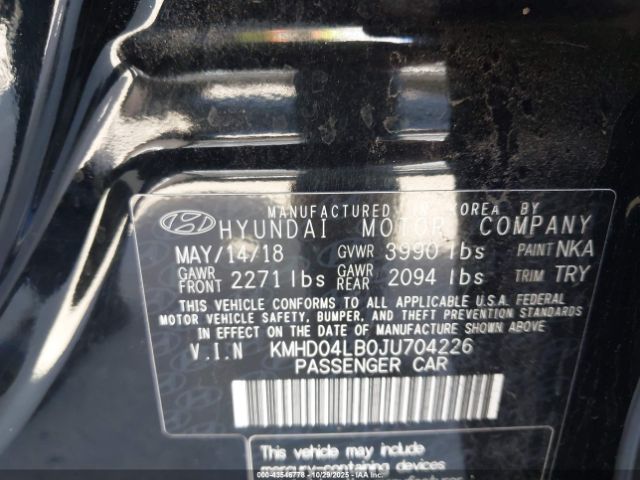 MANUFACTURED IN KOREA BY
HYUNDAI MOTOR COMPANY
MAY/14/18 GVWR 3990 lbs PAINT NKA
GAWR FRONT 2271 lbs GAWR REAR 2094 lbs TRIM TRY
THIS VEHICLE CONFORMS TO ALL APPLICABLE U.S.A. FEDERAL
MOTOR VEHICLE SAFETY, BUMPER, AND THEFT PREVENTION STANDARDS
IN EFFECT ON THE DATE OF MANUFACTURE SHOWN ABOVE.
V.I.N KMHD04LB0JU704226
PASSENGER CAR
This vehicle may include
mercury-containing devices
000-43546778 - 10/29/2025 - IAA Inc.